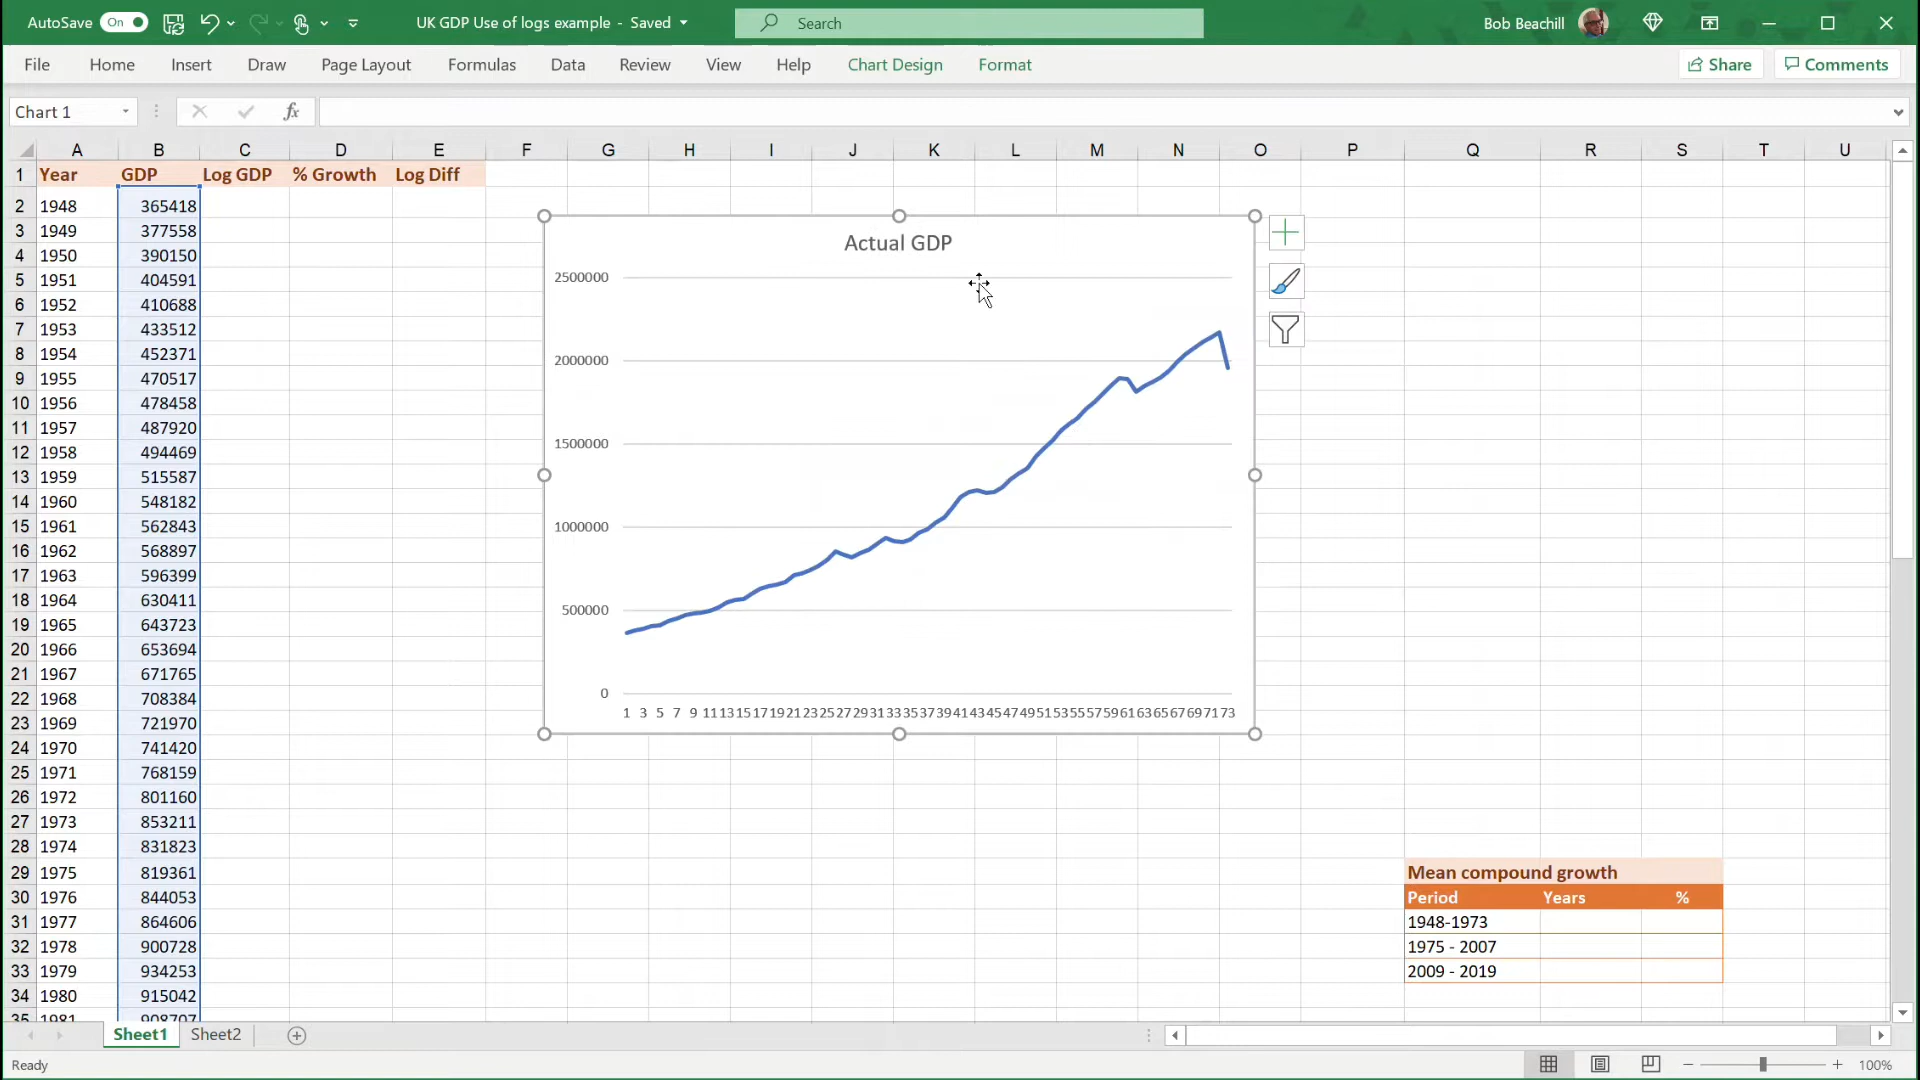 AutoSave On UK GDP Use of logs example - Saved Search Bob Beachill
File Home Insert Draw Page Layout Formulas Data Review View Help Chart Design Format Share Comments
Chart 1 fx
A B C D E F G H I J K L M N O P Q R S T U
1 Year GDP Log GDP % Growth Log Diff
2 1948 365418
3 1949 377558
4 1950 390150
5 1951 404591
6 1952 410688
7 1953 433512
8 1954 452371
9 1955 470517
10 1956 478458
11 1957 487920
12 1958 494469
13 1959 515587
14 1960 548182
15 1961 562843
16 1962 568897
17 1963 596399
18 1964 630411
19 1965 643723
20 1966 653694
21 1967 671765
22 1968 708384
23 1969 721970
24 1970 741420
25 1971 768159
26 1972 801160
27 1973 853211
28 1974 831823
29 1975 819361
30 1976 844053
31 1977 864606
32 1978 900728
33 1979 934253
34 1980 915042
35 1981 908707
Actual GDP
2500000
2000000
1500000
1000000
500000
0
1 3 5 7 9 11 13 15 17 19 21 23 25 27 29 31 33 35 37 39 41 43 45 47 49 51 53 55 57 59 61 63 65 67 69 71 73
Mean compound growth
Period Years %
1948-1973
1975 - 2007
2009 - 2019
Sheet1 Sheet2
Ready 100%